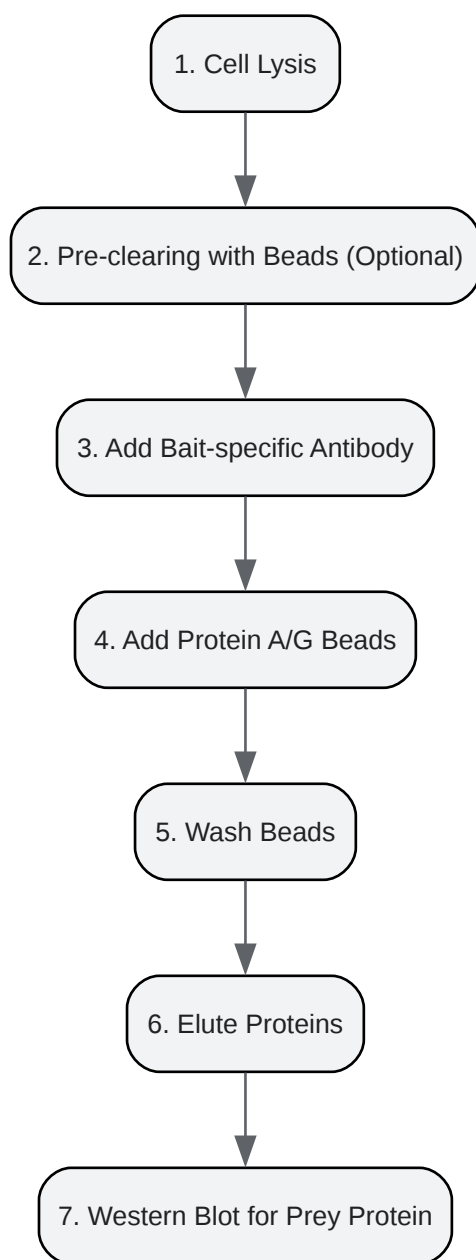 1. Cell Lysis
2. Pre-clearing with Beads (Optional)
3. Add Bait-specific Antibody
4. Add Protein A/G Beads
5. Wash Beads
6. Elute Proteins
7. Western Blot for Prey Protein